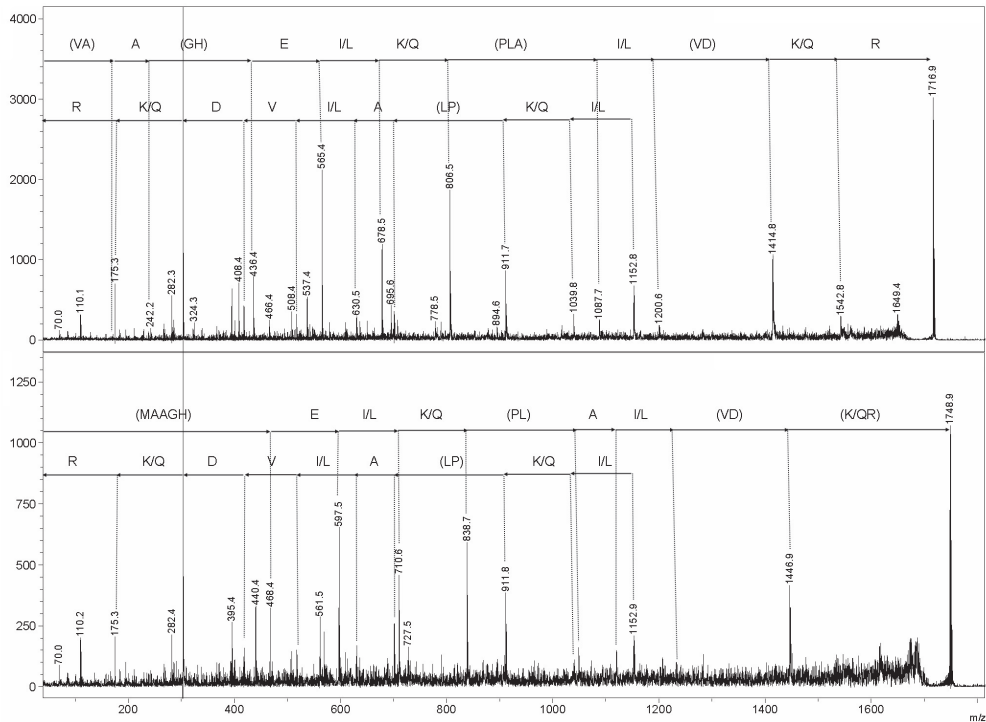 4000
(VA) A (GH) E I/L K/Q (PLA) I/L (VD) K/Q R
1716.9
3000
R K/Q D V I/L A (LP) K/Q I/L
2000
565.4
806.5
678.5
1000
70.0 110.1 175.3 242.2 282.3 324.3 408.4 436.4 466.4 508.4 537.4 630.5 695.6 778.5 894.6 911.7 1039.8 1087.7 1152.8 1200.6 1414.8 1542.8 1649.4
0
1250
(MAAGH) E I/L K/Q (PL) A I/L (VD) (K/QR)
1748.9
1000
R K/Q D V I/L A (LP) K/Q I/L
750
597.5
838.7
710.6
500
911.8
1446.9
250
70.0 110.2 175.3 282.4 395.4 440.4 468.4 561.5 727.5 1152.9
0
200 400 600 800 1000 1200 1400 1600
m/z